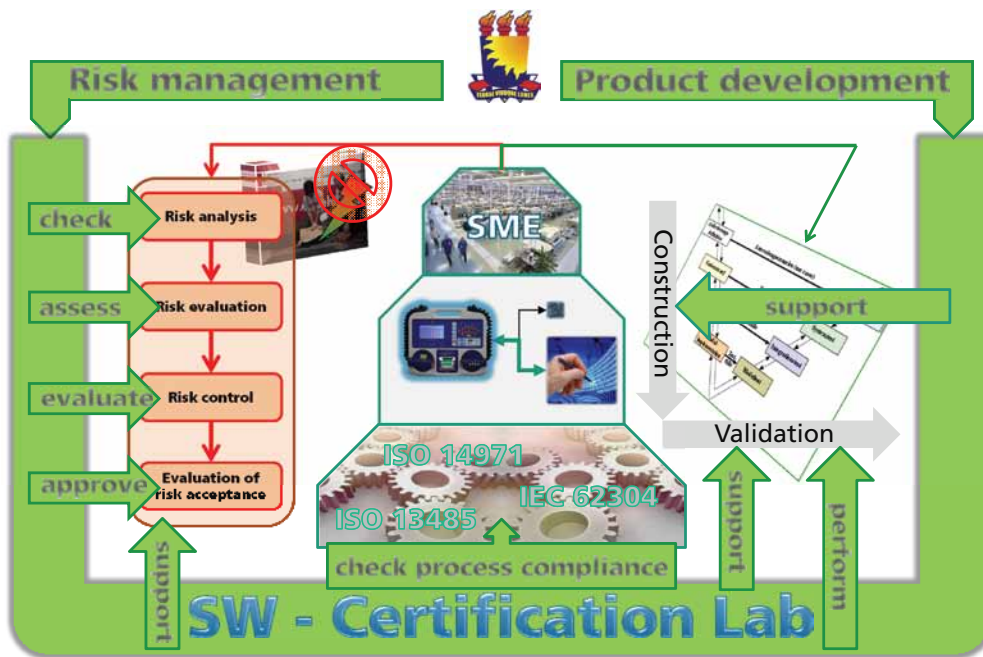 Risk management
Product development
check
assess
evaluate
approve
Risk analysis
Risk evaluation
Risk control
Evaluation of
risk acceptance
SME
ISO 14971
IEC 62304
ISO 13485
Construction
Validation
support
support
support
perform
check process compliance
SW - Certification Lab